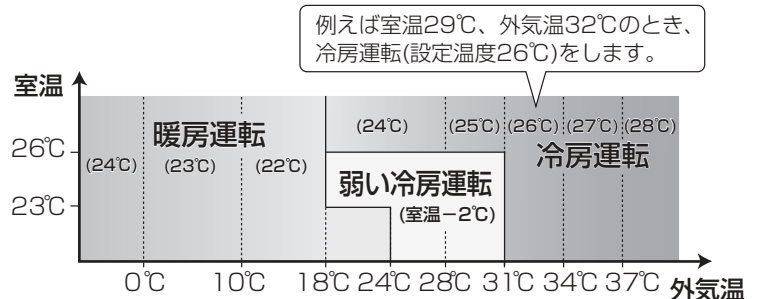 例えば室温29℃、外気温32℃のとき、
冷房運転(設定温度26℃)をします。
室温
暖房運転
(24℃)
(25℃)
(26℃)
(27℃)
(28℃)
26℃
(24℃)
(23℃)
(22℃)
冷房運転
弱い冷房運転
23℃
(室温－2℃)
0℃
10℃
18℃
24℃
28℃
31℃
34℃
37℃
外気温